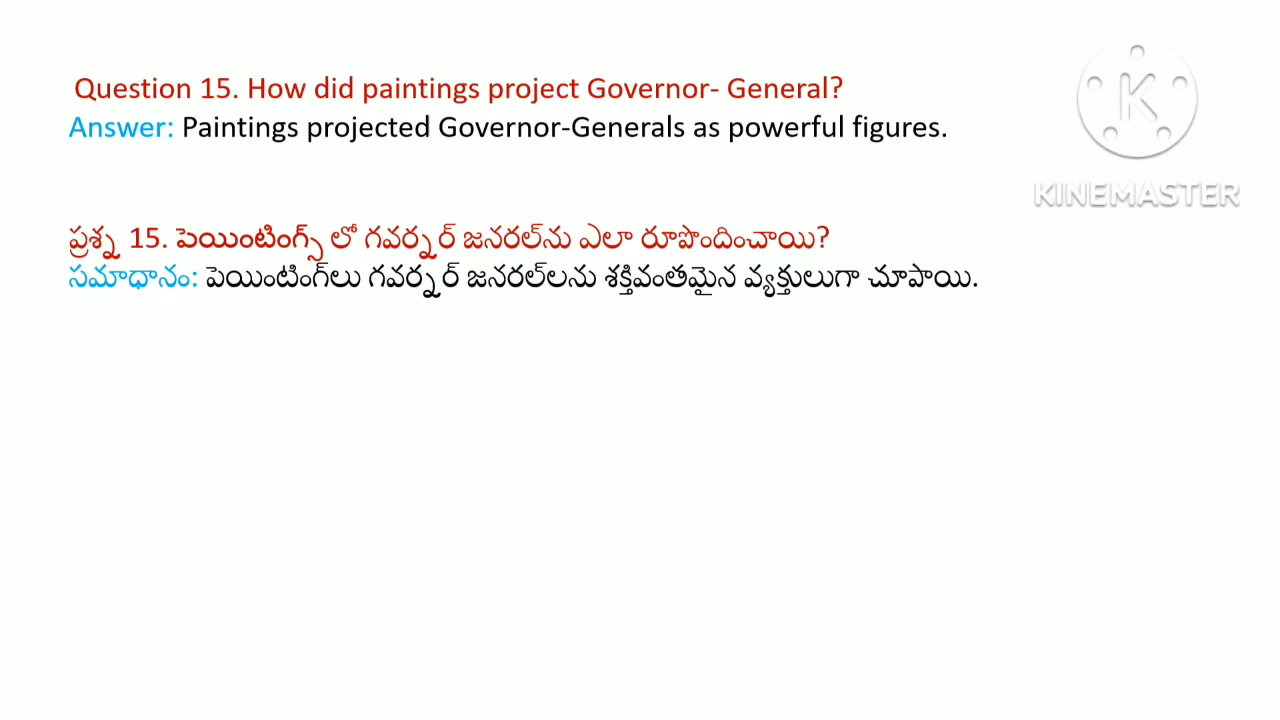 Question 15. How did paintings project Governor- General?
Answer: Paintings projected Governor-Generals as powerful figures.
ప్రశ్న 15. పెయింటింగ్స్ లో గవర్నర్ జనరల్‌ను ఎలా రూపొందించాయి?
సమాధానం: పెయింటింగ్‌లు గవర్నర్ జనరల్‌లను శక్తివంతమైన వ్యక్తులుగా చూపాయి.
K
KINEMASTER